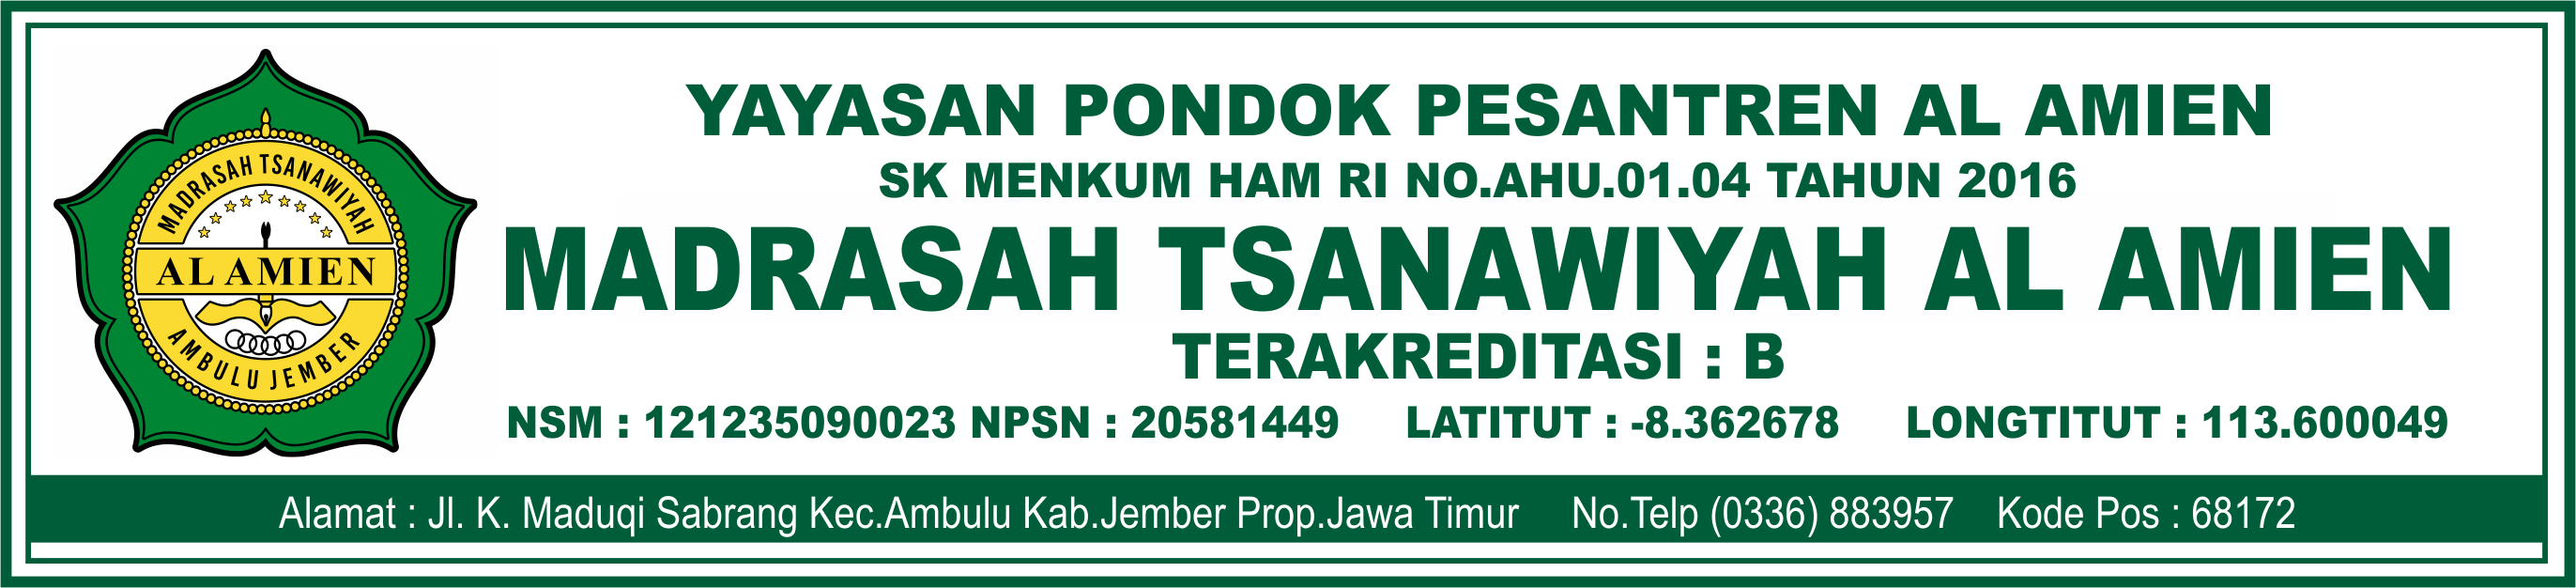 MADRASAH TSANAWIYAH
AL AMIEN
AMBULU JEMBER
YAYASAN PONDOK PESANTREN AL AMIEN
SK MENKUM HAM RI NO.AHU.01.04 TAHUN 2016
MADRASAH TSANAWIYAH AL AMIEN
TERAKREDITASI : B
NSM : 121235090023 NPSN : 20581449 LATITUT : -8.362678 LONGTITUT : 113.600049
Alamat : Jl. K. Maduqi Sabrang Kec.Ambulu Kab.Jember Prop.Jawa Timur No.Telp (0336) 883957 Kode Pos : 68172